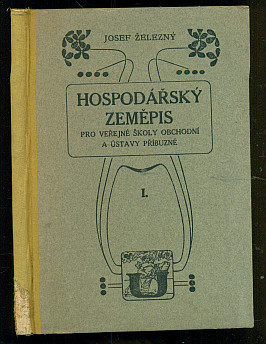 JOSEF ŽELEZNÝ
HOSPODÁŘSKÝ
ZEMĚPIS
PRO VEŘEJNÉ ŠKOLY OBCHODNÍ
A ÚSTAVY PŘÍBUZNÉ
I.